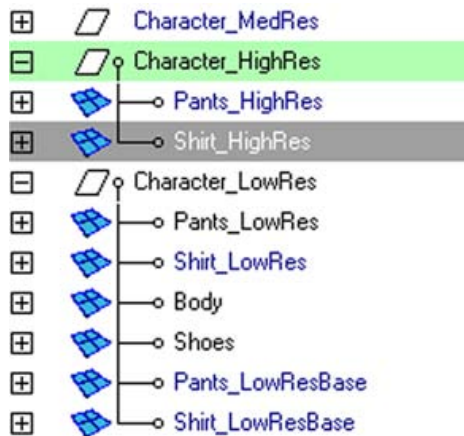 Character_MedRes
Character_HighRes
Pants_HighRes
Shirt_HighRes
Character_LowRes
Pants_LowRes
Shirt_LowRes
Body
Shoes
Pants_LowResBase
Shirt_LowResBase